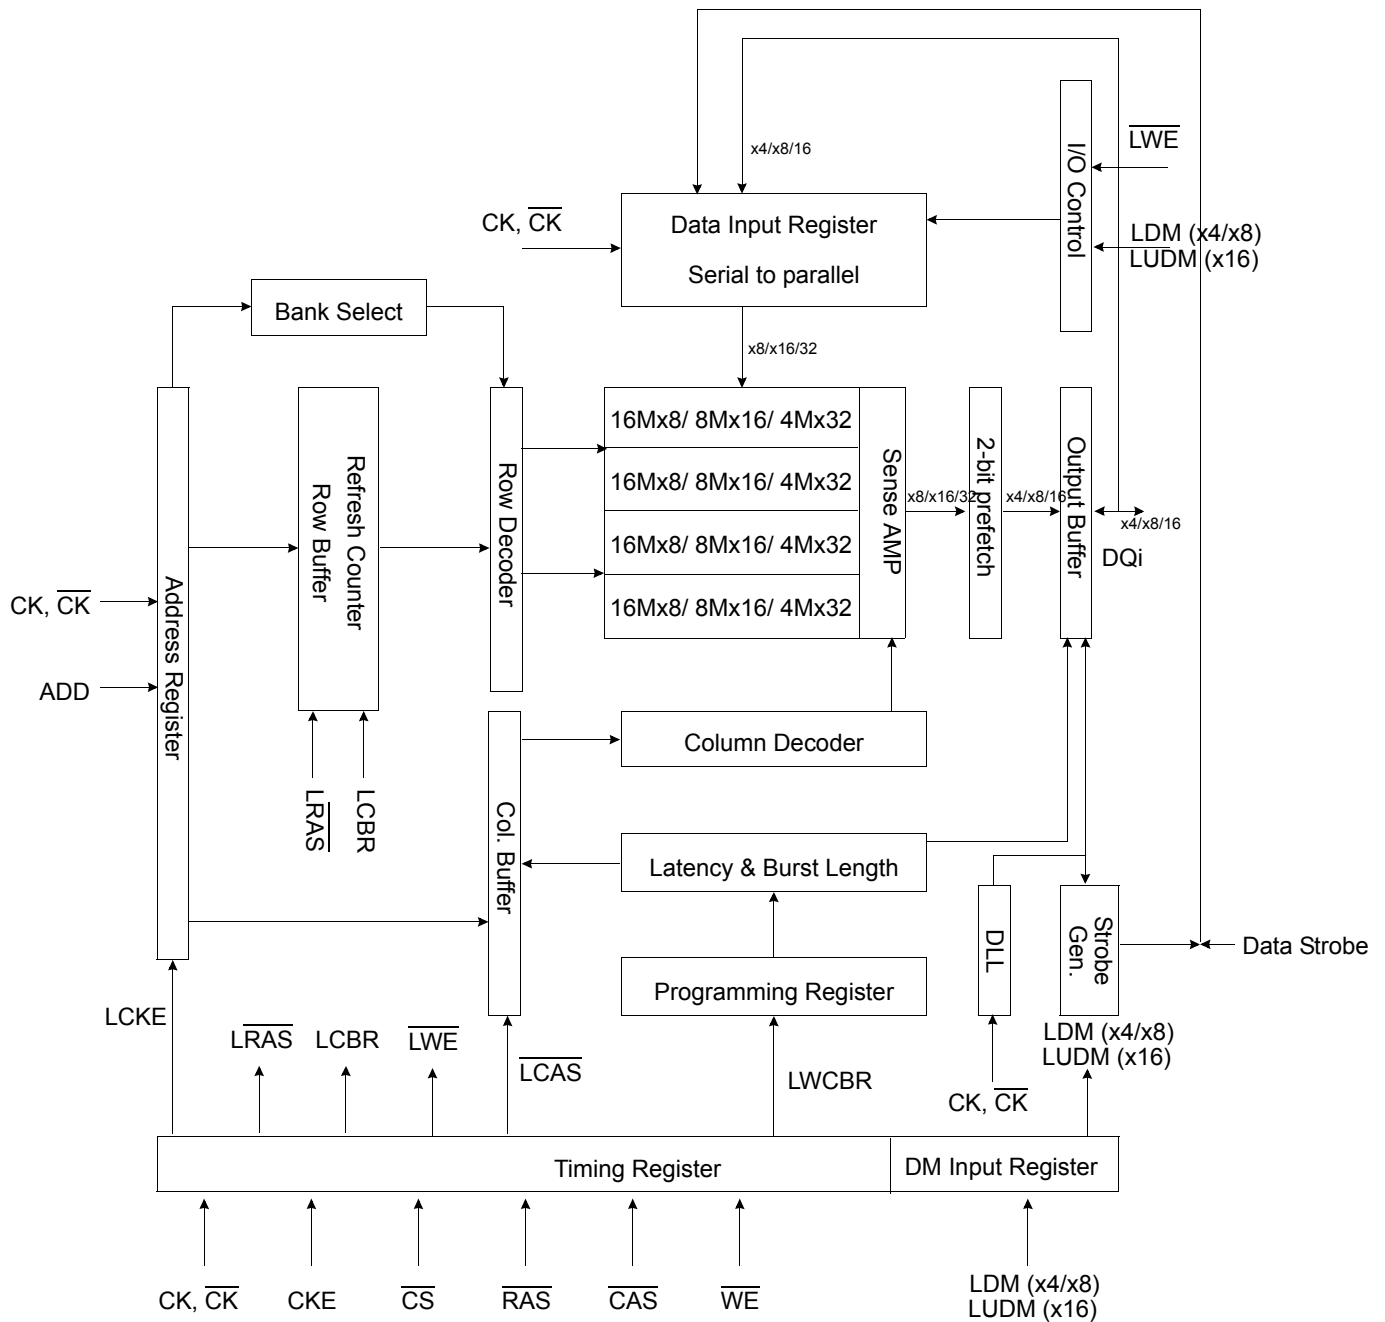 x4/x8/16
LWE
I/O Control
CK, CK
Data Input Register
Serial to parallel
LDM (x4/x8)
LUDM (x16)
Bank Select
x8/x16/32
16Mx8/ 8Mx16/ 4Mx32
16Mx8/ 8Mx16/ 4Mx32
16Mx8/ 8Mx16/ 4Mx32
16Mx8/ 8Mx16/ 4Mx32
Address Register
Refresh Counter
Row Buffer
Row Decoder
Sense AMP
x8/x16/32
2-bit prefetch
x4/x8/16
Output Buffer
x4/x8/16
DQi
CK, CK
ADD
LRAS
LCBR
Col. Buffer
Column Decoder
Latency & Burst Length
Programming Register
DLL
Strobe
Gen.
Data Strobe
LCKE
LRAS
LCBR
LWE
LCAS
LWCBR
CK, CK
LDM (x4/x8)
LUDM (x16)
Timing Register
DM Input Register
CK, CK
CKE
CS
RAS
CAS
WE
LDM (x4/x8)
LUDM (x16)